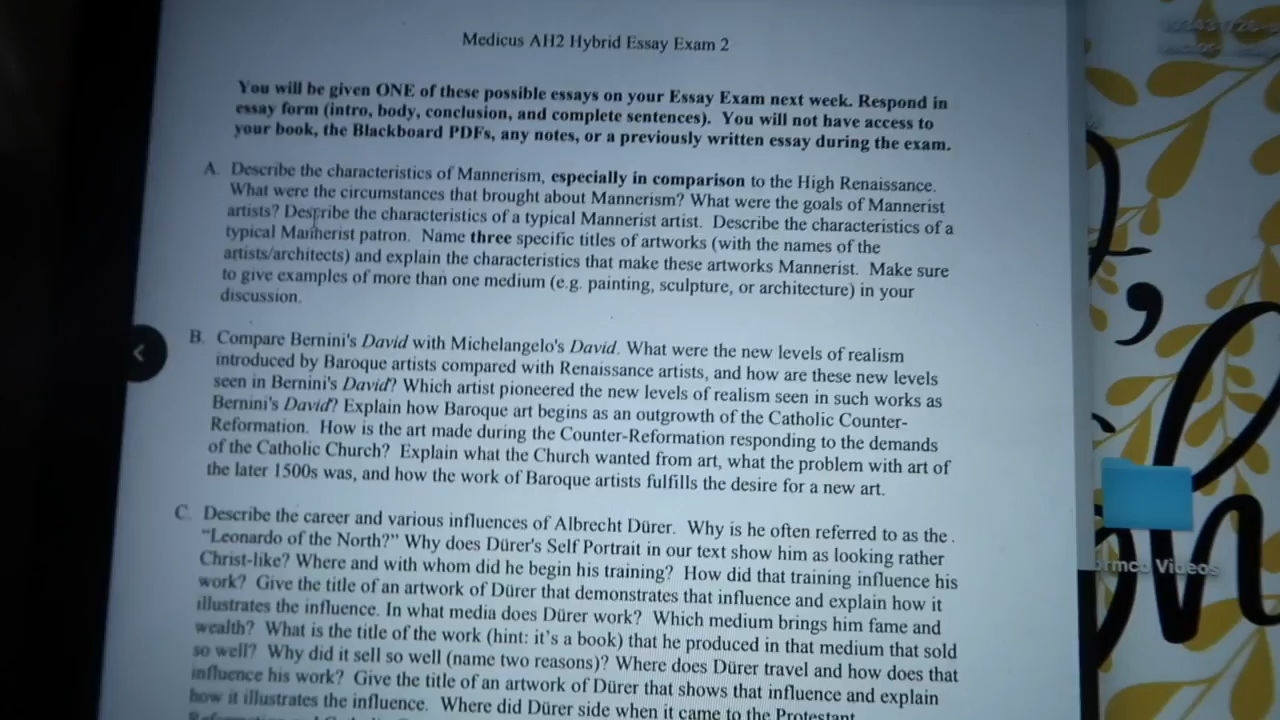 Medicus AH2 Hybrid Essay Exam 2
You will be given ONE of these possible essays on your Essay Exam next week. Respond in
essay form (intro, body, conclusion, and complete sentences). You will not have access to
your book, the Blackboard PDFs, any notes, or a previously written essay during the exam.
A. Describe the characteristics of Mannerism, especially in comparison to the High Renaissance.
What were the circumstances that brought about Mannerism? What were the goals of Mannerist
artists? Describe the characteristics of a typical Mannerist artist. Describe the characteristics of a
typical Mannerist patron. Name three specific titles of artworks (with the names of the
artists/architects) and explain the characteristics that make these artworks Mannerist. Make sure
to give examples of more than one medium (e.g. painting, sculpture, or architecture) in your
discussion.
B. Compare Bernini's David with Michelangelo's David. What were the new levels of realism
introduced by Baroque artists compared with Renaissance artists, and how are these new levels
seen in Bernini's David? Which artist pioneered the new levels of realism seen in such works as
Bernini's David? Explain how Baroque art begins as an outgrowth of the Catholic Counter-
Reformation. How is the art made during the Counter-Reformation responding to the demands
of the Catholic Church? Explain what the Church wanted from art, what the problem with art of
the later 1500s was, and how the work of Baroque artists fulfills the desire for a new art.
C. Describe the career and various influences of Albrecht Dürer. Why is he often referred to as the
“Leonardo of the North?” Why does Dürer's Self Portrait in our text show him as looking rather
Christ-like? Where and with whom did he begin his training? How did that training influence his
work? Give the title of an artwork of Dürer that demonstrates that influence and explain how it
illustrates the influence. In what media does Dürer work? Which medium brings him fame and
wealth? What is the title of the work (hint: it’s a book) that he produced in that medium that sold
so well? Why did it sell so well (name two reasons)? Where does Dürer travel and how does that
influence his work? Give the title of an artwork of Dürer that shows that influence and explain
how it illustrates the influence. Where did Dürer side when it came to the Protestant
Videos